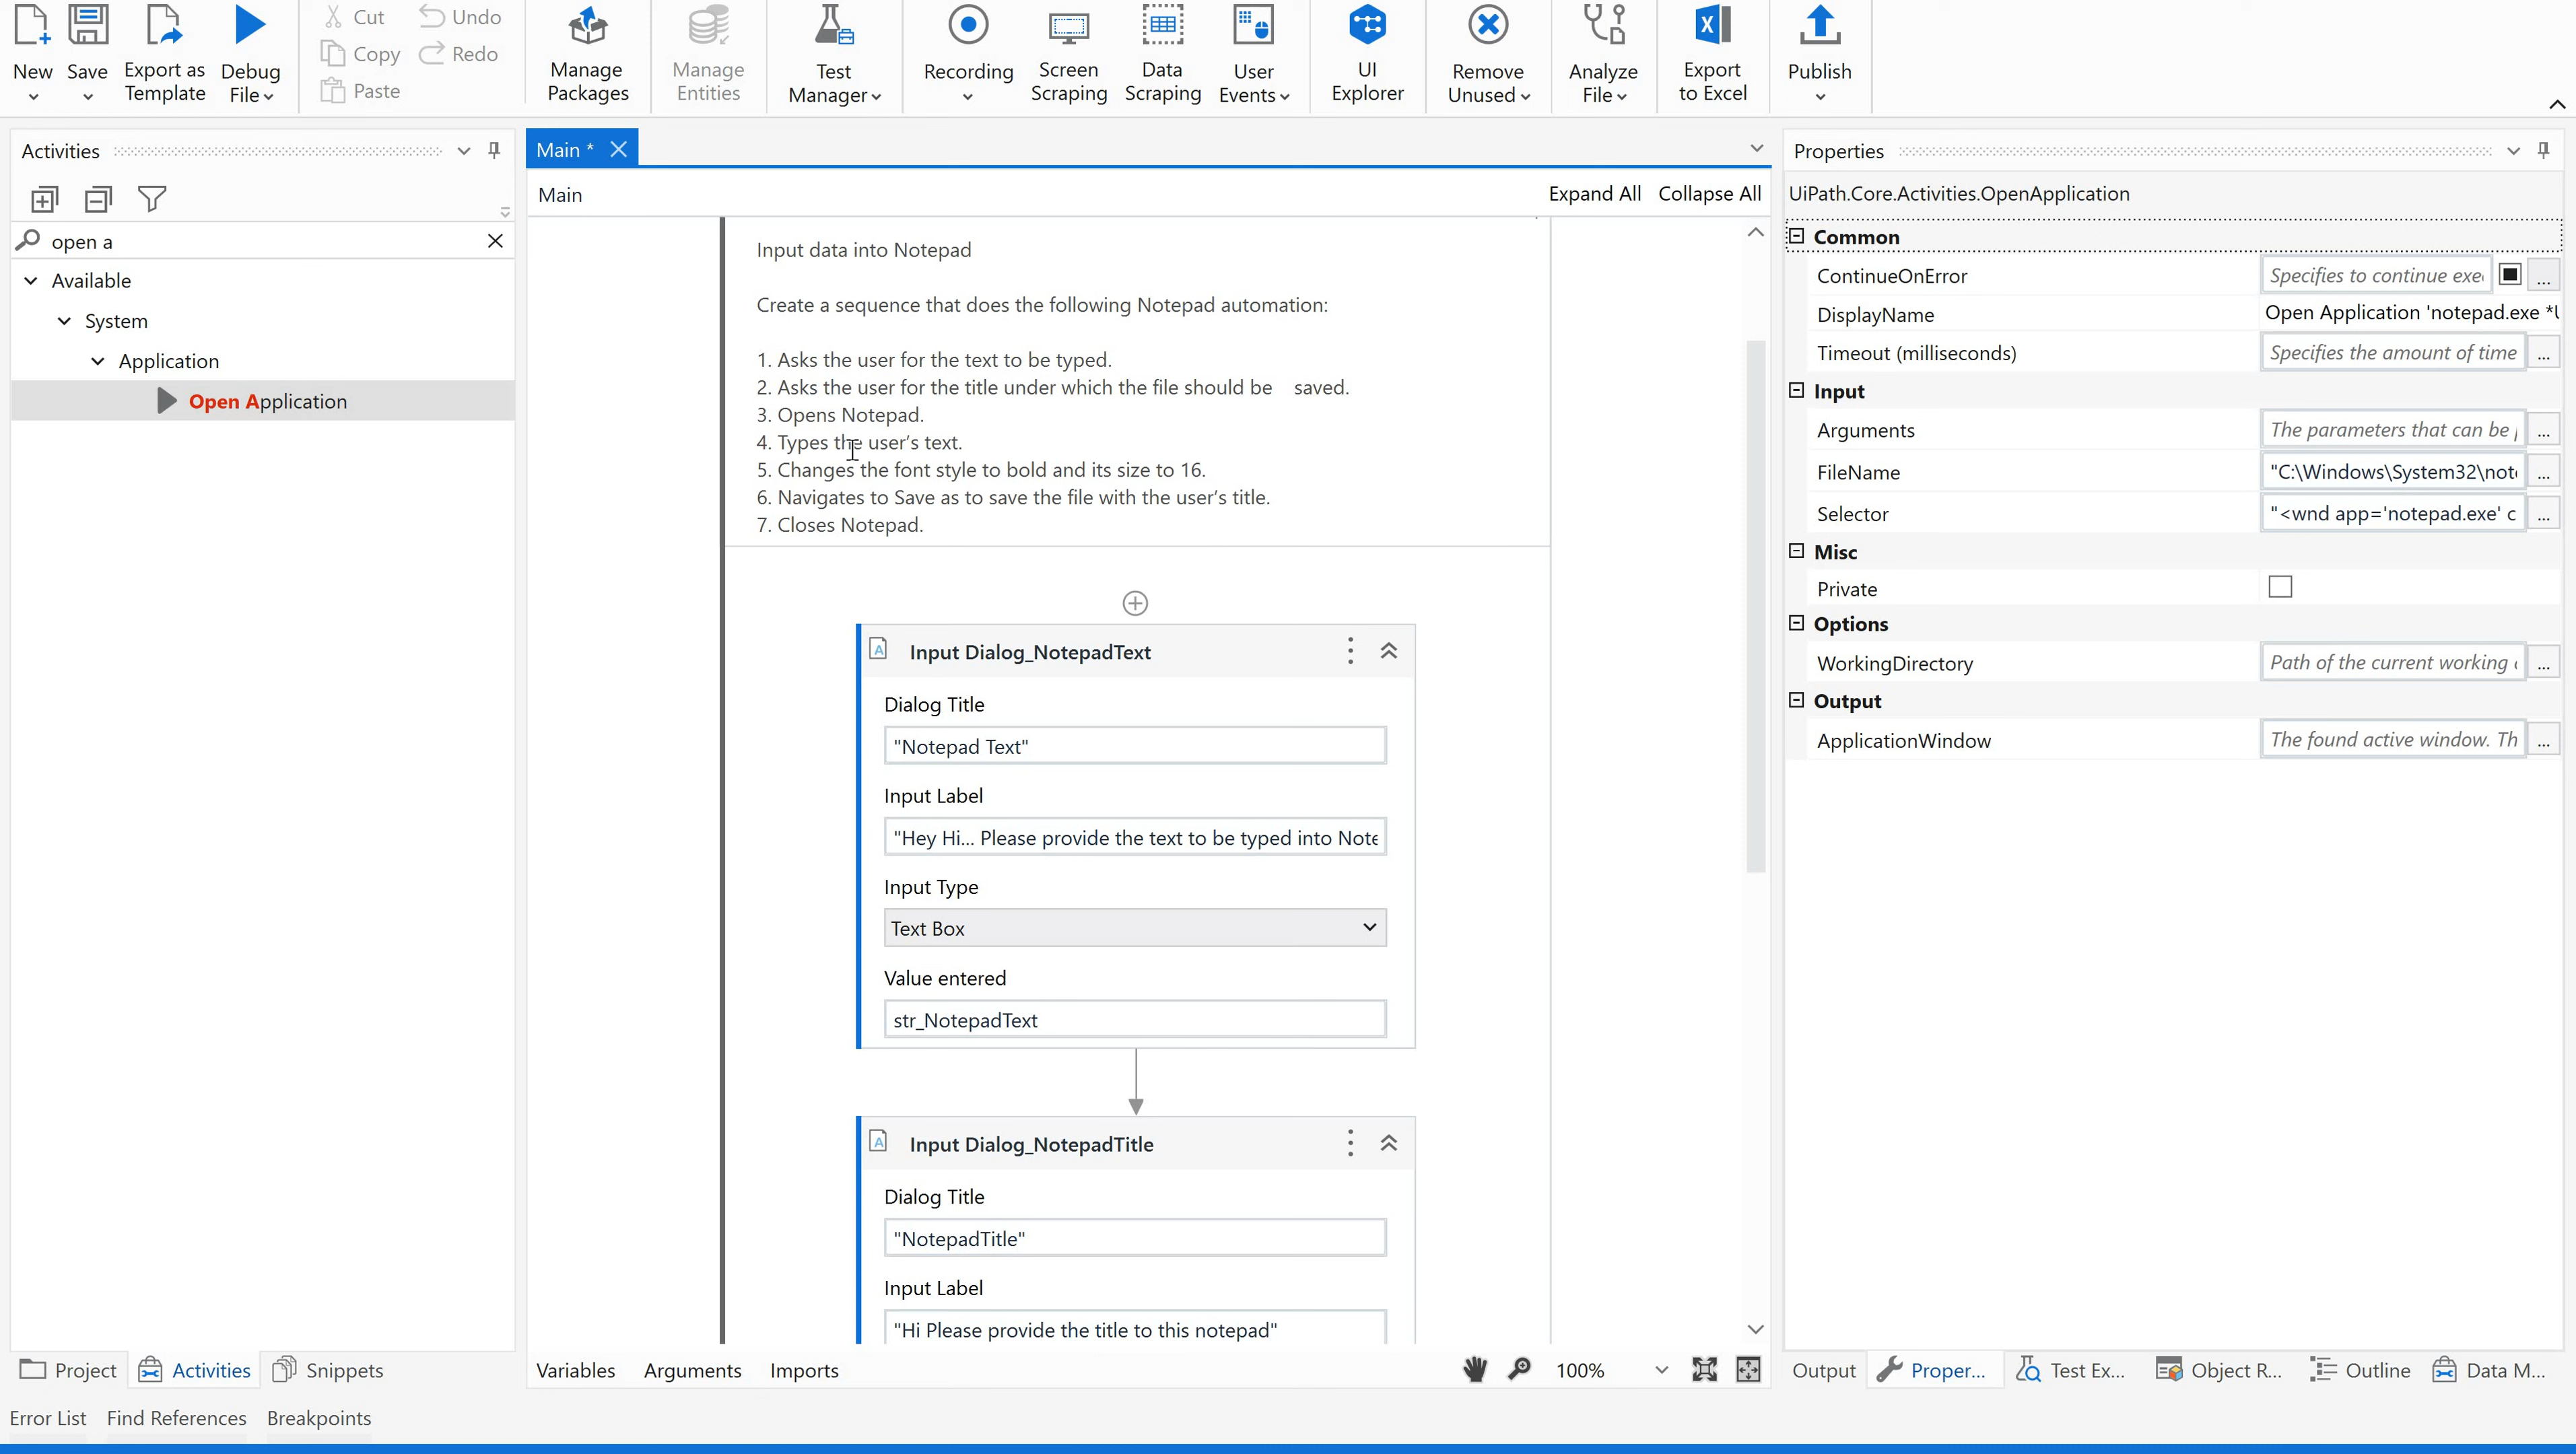 New
Save
Export as
Template
Debug
File
Cut
Copy
Paste
Undo
Redo
Manage
Packages
Manage
Entities
Test
Manager
Recording
Screen
Scraping
Data
Scraping
User
Events
UI
Explorer
Remove
Unused
Analyze
File
Export
to Excel
Publish
Activities
open a
Available
System
Application
Open Application
Project
Activities
Snippets
Main *
Main
Expand All
Collapse All
Input data into Notepad
Create a sequence that does the following Notepad automation:
1. Asks the user for the text to be typed.
2. Asks the user for the title under which the file should be saved.
3. Opens Notepad.
4. Types the user's text.
5. Changes the font style to bold and its size to 16.
6. Navigates to Save as to save the file with the user's title.
7. Closes Notepad.
Input Dialog_NotepadText
Dialog Title
"Notepad Text"
Input Label
"Hey Hi... Please provide the text to be typed into Note
Input Type
Text Box
Value entered
str_NotepadText
Input Dialog_NotepadTitle
Dialog Title
"NotepadTitle"
Input Label
"Hi Please provide the title to this notepad"
Variables
Arguments
Imports
100%
Properties
UiPath.Core.Activities.OpenApplication
Common
ContinueOnError
Specifies to continue exe
DisplayName
Open Application 'notepad.exe *U
Timeout (milliseconds)
Specifies the amount of time
Input
Arguments
The parameters that can be
FileName
"C:\Windows\System32\note
Selector
"<wnd app='notepad.exe' c
Misc
Private
Options
WorkingDirectory
Path of the current working
Output
ApplicationWindow
The found active window. Th
Output
Proper...
Test Ex...
Object R...
Outline
Data M...
Error List
Find References
Breakpoints